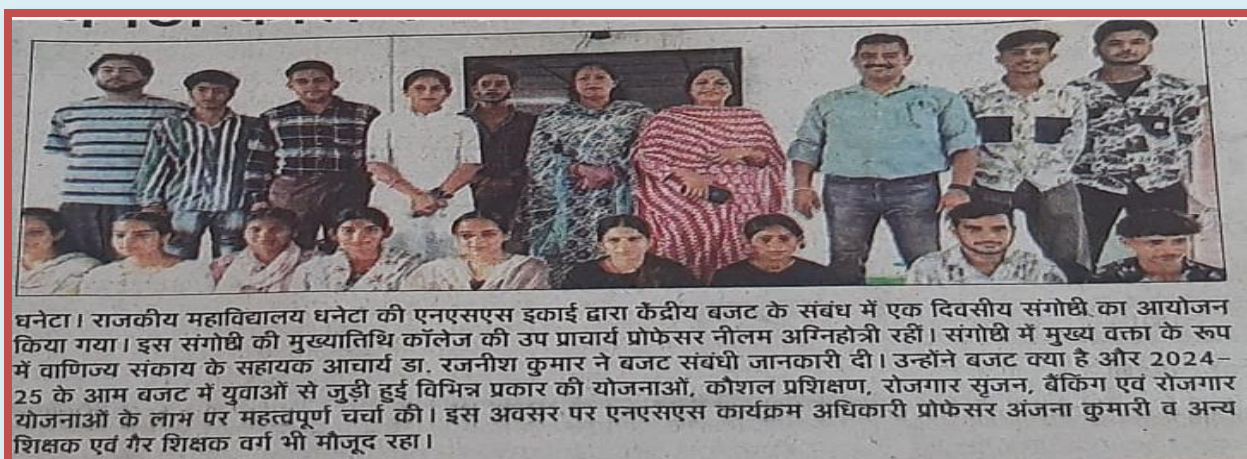 धनेटा। राजकीय महाविद्यालय धनेटा की एनएसएस इकाई द्वारा केंद्रीय बजट के संबंध में एक दिवसीय संगोष्ठी का आयोजन
किया गया। इस संगोष्ठी की मुख्यातिथि कॉलेज की उप प्राचार्य प्रोफेसर नीलम अग्निहोत्री रहीं। संगोष्ठी में मुख्य वक्ता के रूप
में वाणिज्य संकाय के सहायक आचार्य डा. रजनीश कुमार ने बजट संबंधी जानकारी दी। उन्होंने बजट क्या है और 2024-
25 के आम बजट में युवाओं से जुड़ी हुई विभिन्न प्रकार की योजनाओं, कौशल प्रशिक्षण, रोजगार सृजन, बैंकिंग एवं रोजगार
योजनाओं के लाभ पर महत्वपूर्ण चर्चा की। इस अवसर पर एनएसएस कार्यक्रम अधिकारी प्रोफेसर अंजना कुमारी व अन्य
शिक्षक एवं गैर शिक्षक वर्ग भी मौजूद रहा।